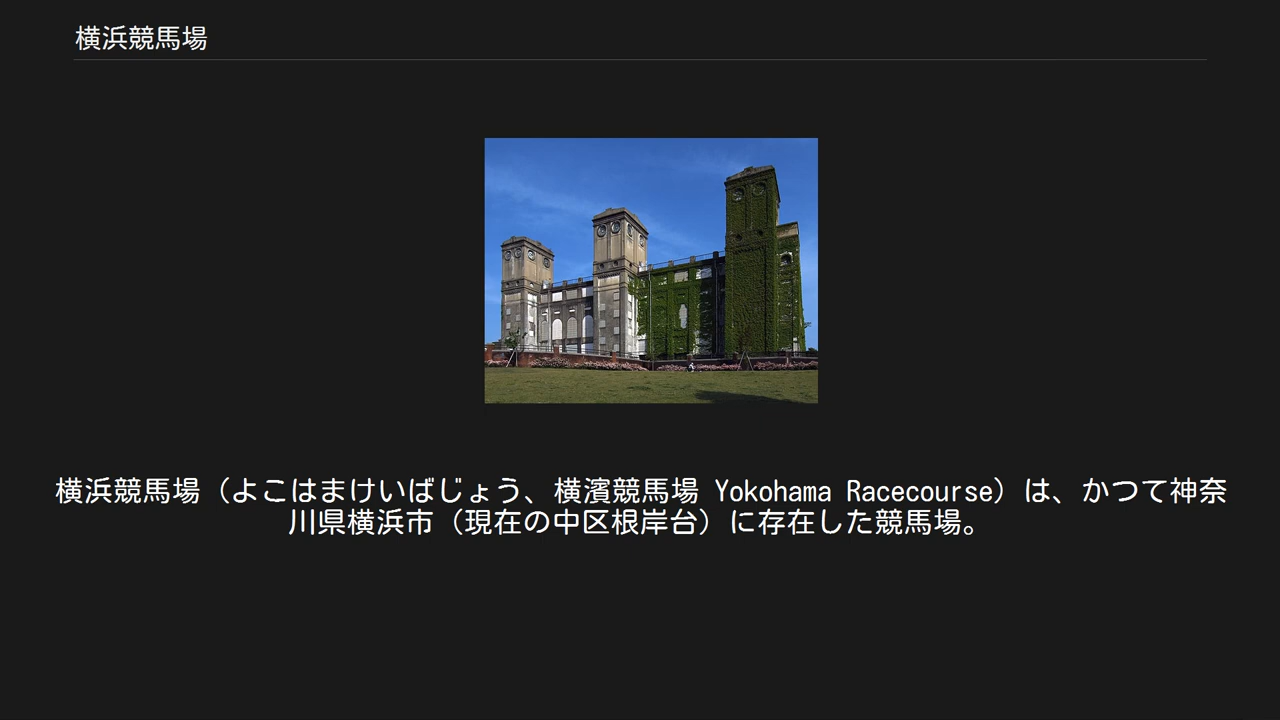 横浜競馬場
横浜競馬場（よこはまけいばじょう、横濱競馬場 Yokohama Racecourse）は、かつて神奈
川県横浜市（現在の中区根岸台）に存在した競馬場。